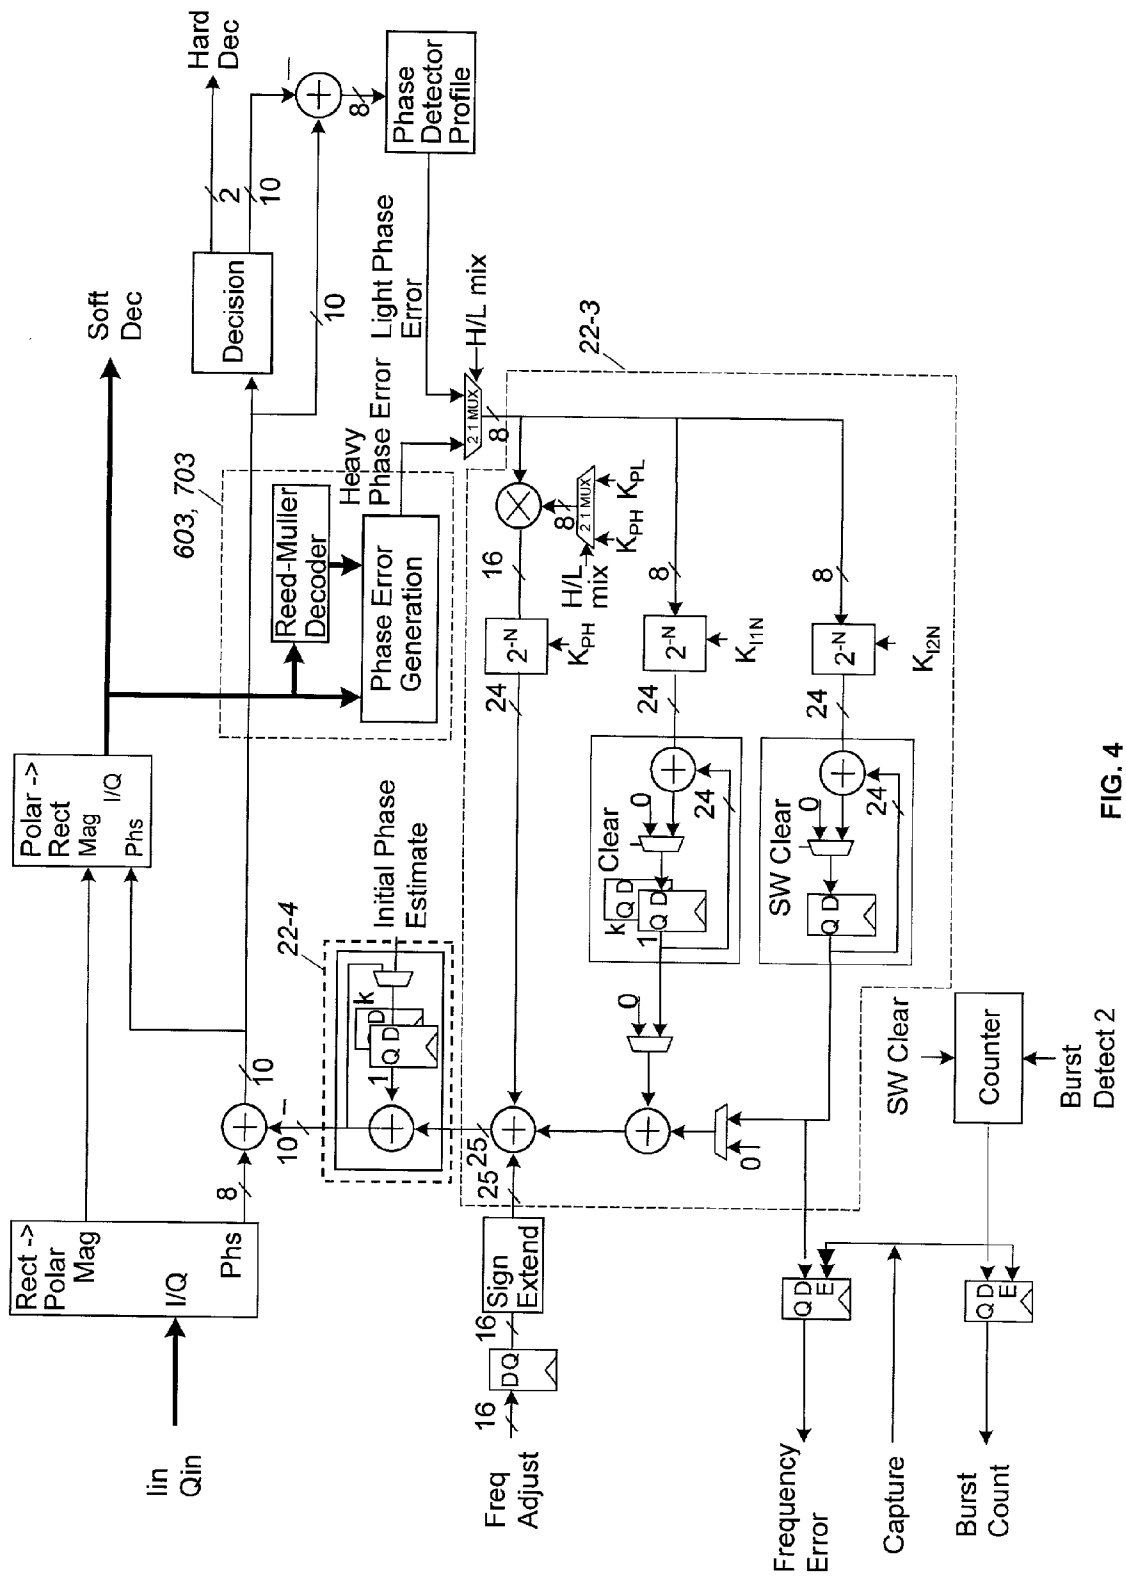 Iin
Qin
Rect ->
Polar
Mag
I/Q
Phs
8
10
10
Polar ->
Rect
Mag
I/Q
Phs
Soft
Dec
Hard
Dec
Decision
2
10
10
8
Phase
Detector
Profile
603, 703
Reed-Muller
Decoder
Phase Error
Generation
Heavy
Phase Error
Light Phase
Error
2 1 MUX
H/L mix
8
22-3
22-4
Initial Phase
Estimate
k
Q D
D
1
Freq
Adjust
16
D Q
16
Sign
Extend
25
25
24
2-N
KPH
16
8
2 1 MUX
H/L
mix
KPH
KPL
8
2-N
KI1N
24
Clear
0
24
k
Q D
Q D
1
0
8
2-N
KI2N
24
SW Clear
0
24
Q D
0
SW Clear
Counter
Burst
Detect 2
Q D
E
Q D
E
Frequency
Error
Capture
Burst
Count
FIG. 4